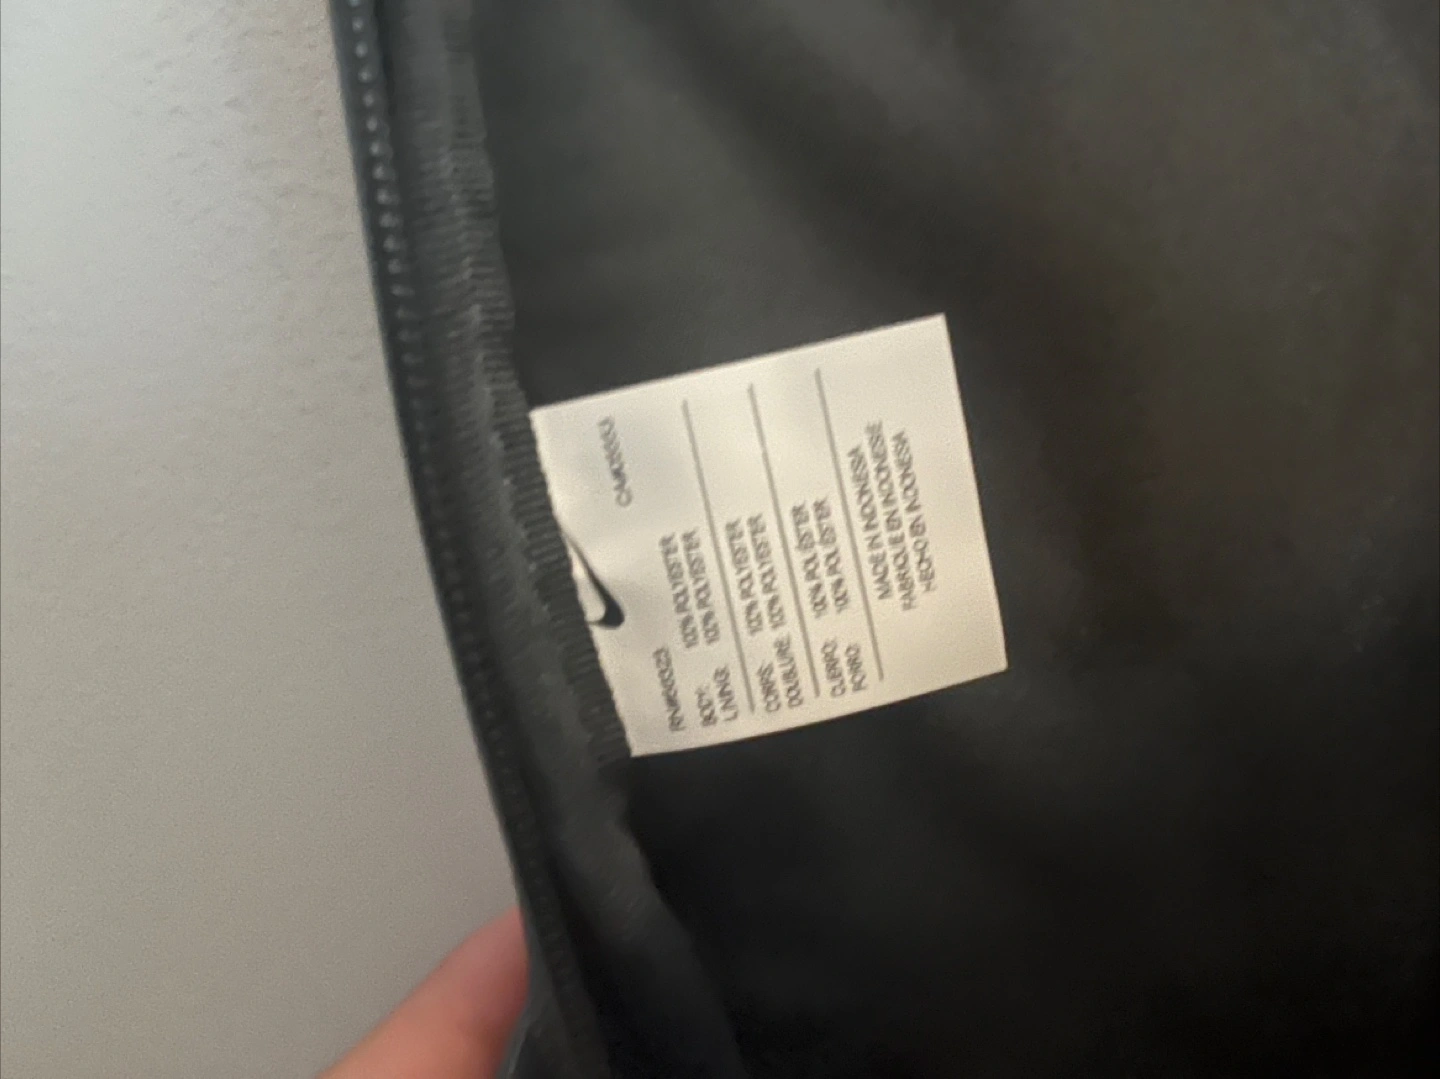 BODY: 100% POLYESTER
LINING: 100% POLYESTER
CORPS: 100% POLYESTER
DOUBLURE: 100% POLYESTER
CUERPO: 100% POLIÉSTER
FORRO: 100% POLIÉSTER
MADE IN INDONESIA
FABRIQUÉ EN INDONÉSIE
HECHO EN INDONESIA